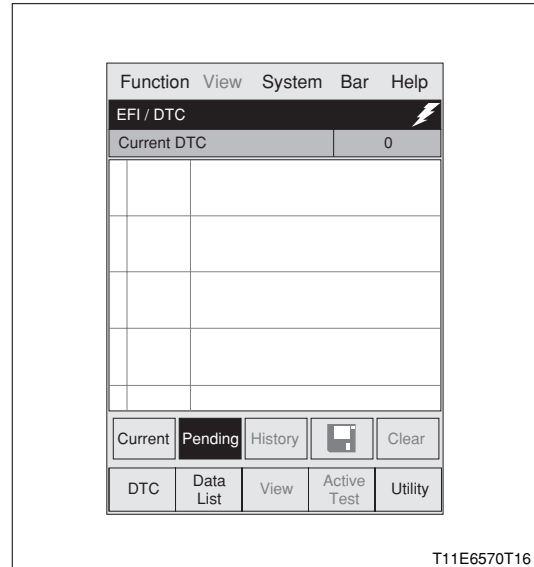 Function View System Bar Help
EFI / DTC
Current DTC 0
Current Pending History Clear
DTC Data List View Active Test Utility
T11E6570T16